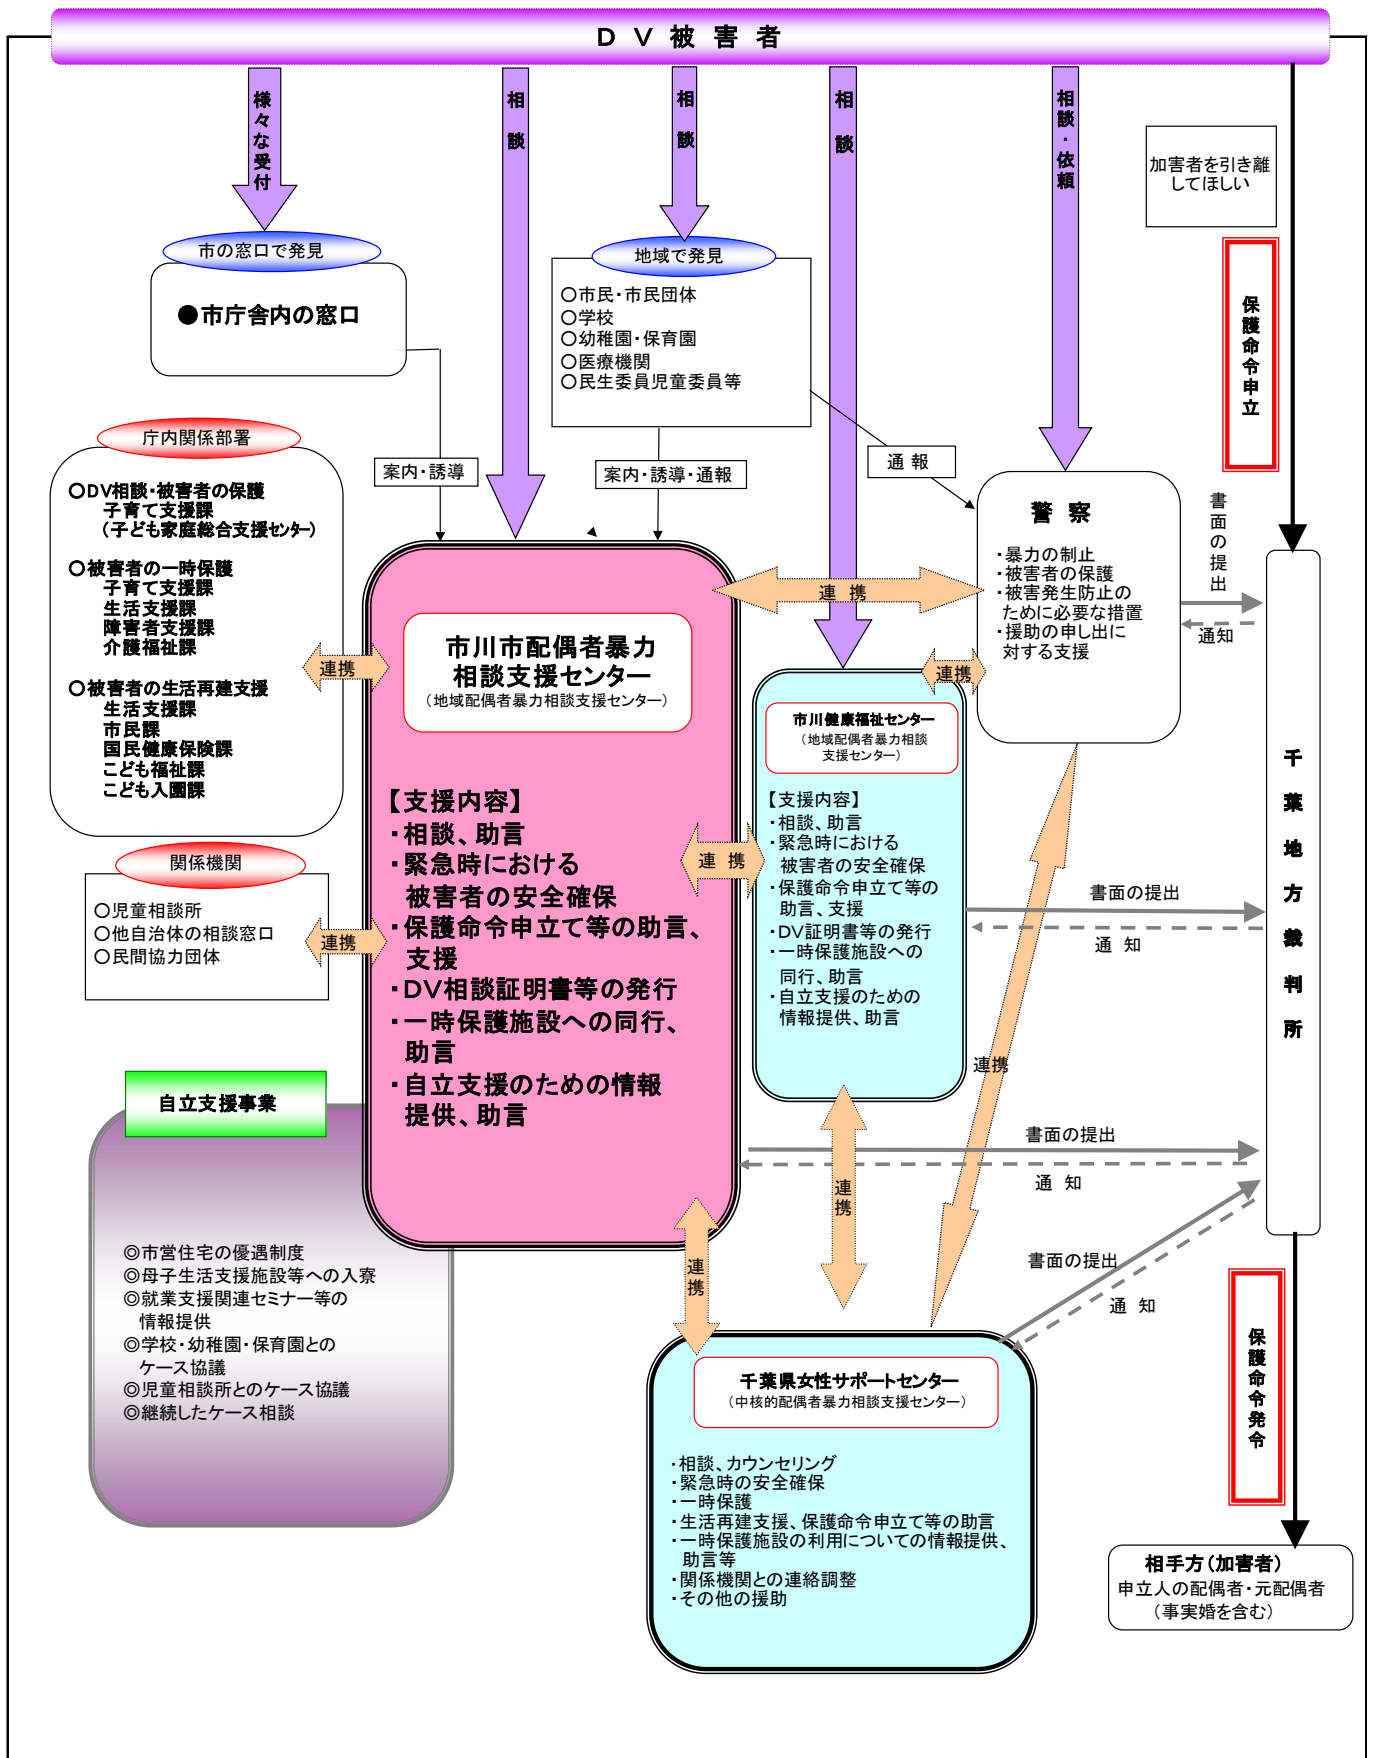 ＤＶ被害者
様々な受付
相談
相談
相談
相談・依頼
加害者を引き離
してほしい
市の窓口で発見
●市庁舎内の窓口
地域で発見
○市民・市民団体
○学校
○幼稚園・保育園
○医療機関
○民生委員児童委員等
保護命令申立
庁内関係部署
○DV相談・被害者の保護
子育て支援課
（子ども家庭総合支援センター）
○被害者の一時保護
子育て支援課
生活支援課
障害者支援課
介護福祉課
○被害者の生活再建支援
生活支援課
市民課
国民健康保険課
こども福祉課
こども入園課
案内・誘導
案内・誘導・通報
通報
警察
・暴力の制止
・被害者の保護
・被害発生防止の
ために必要な措置
・援助の申し出に
対する支援
書面の提出
通知
連携
連携
連携
市川市配偶者暴力
相談支援センター
（地域配偶者暴力相談支援センター）
【支援内容】
・相談、助言
・緊急時における
被害者の安全確保
・保護命令申立て等の助言、
支援
・DV相談証明書等の発行
・一時保護施設への同行、
助言
・自立支援のための情報
提供、助言
市川健康福祉センター
（地域配偶者暴力相談
支援センター）
【支援内容】
・相談、助言
・緊急時における
被害者の安全確保
・保護命令申立て等の
助言、支援
・DV証明書等の発行
・一時保護施設への
同行、助言
・自立支援のための
情報提供、助言
連携
千葉地方裁判所
関係機関
○児童相談所
○他自治体の相談窓口
○民間協力団体
連携
書面の提出
通知
連携
自立支援事業
◎市営住宅の優遇制度
◎母子生活支援施設等への入寮
◎就業支援関連セミナー等の
情報提供
◎学校・幼稚園・保育園との
ケース協議
◎児童相談所とのケース協議
◎継続したケース相談
書面の提出
通知
連携
連携
書面の提出
通知
千葉県女性サポートセンター
（中核的配偶者暴力相談支援センター）
・相談、カウンセリング
・緊急時の安全確保
・一時保護
・生活再建支援、保護命令申立て等の助言
・一時保護施設の利用についての情報提供、
助言等
・関係機関との連絡調整
・その他の援助
保護命令発令
相手方（加害者）
申立人の配偶者・元配偶者
（事実婚を含む）